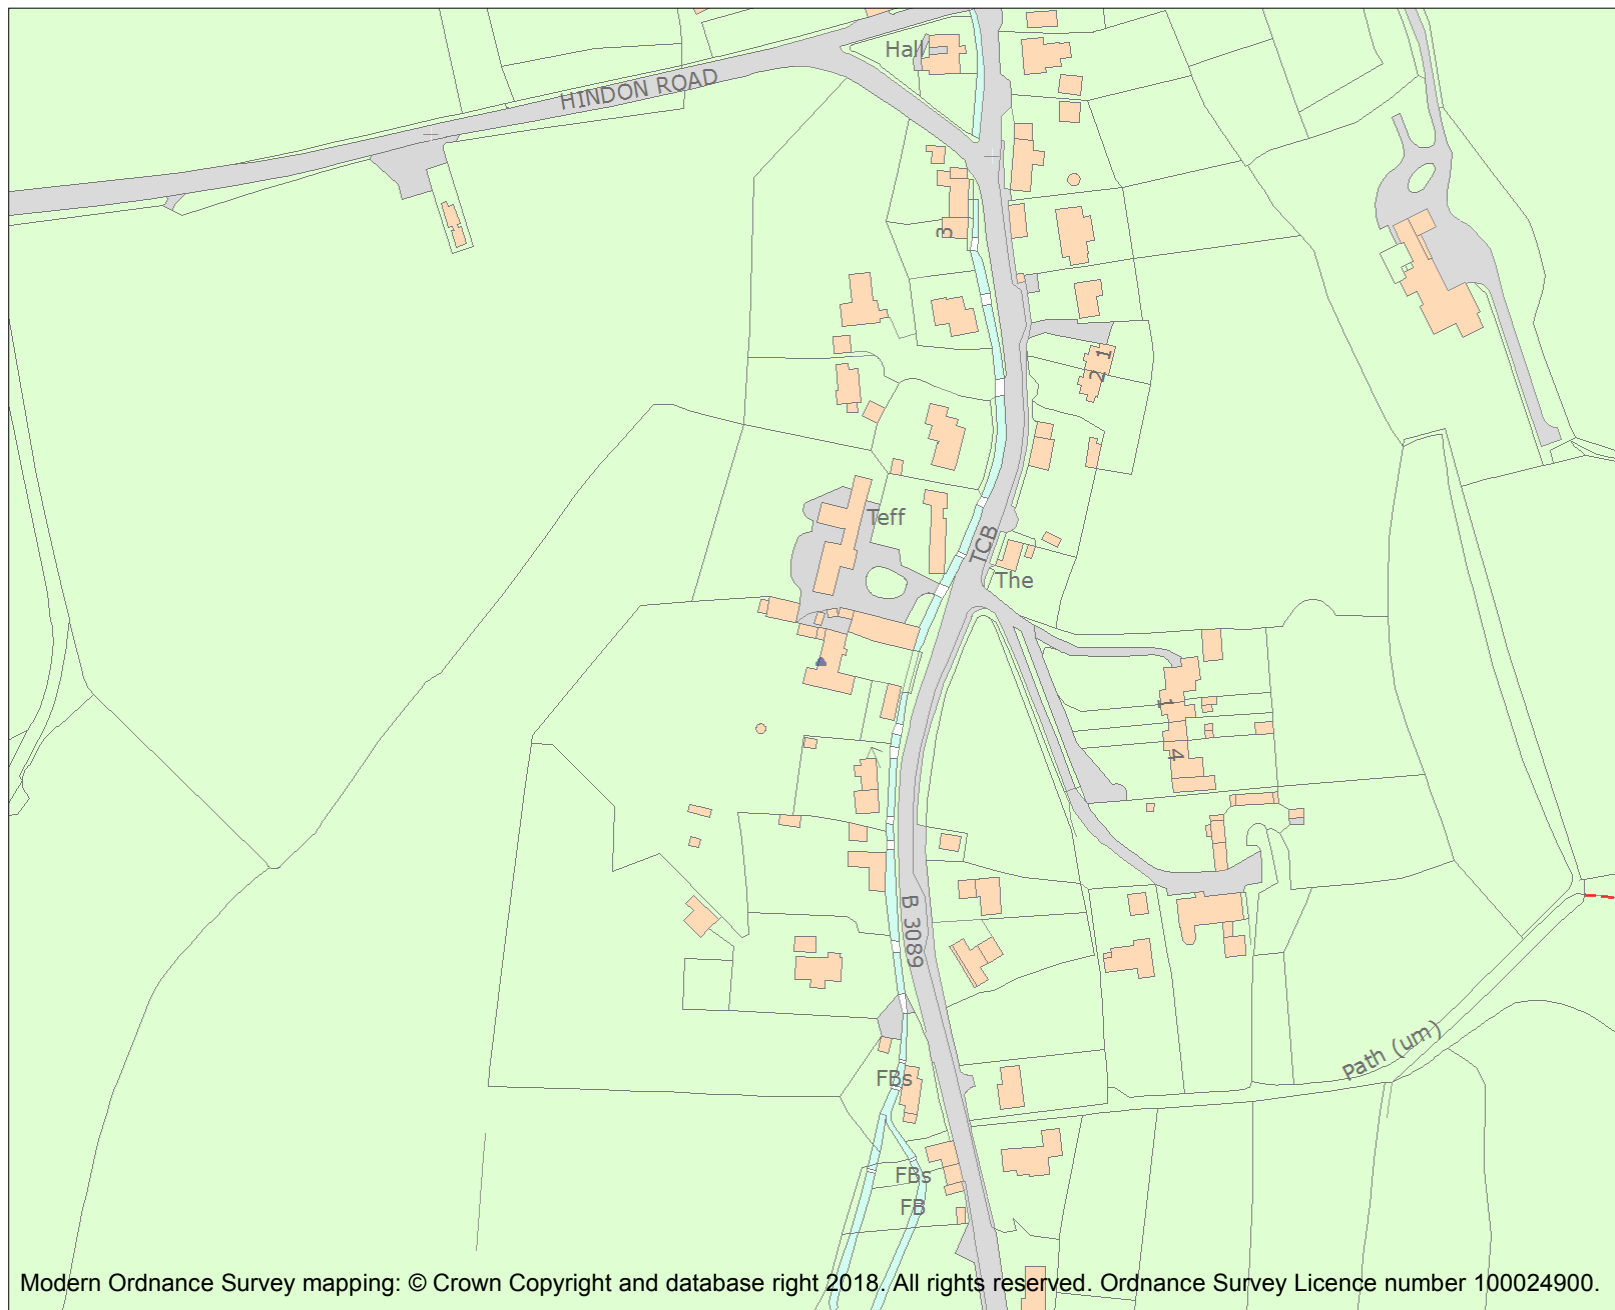 Hall
HINDON ROAD
3
1
2
Teff
TCB
The
1
4
B 3089
Path (um)
FBs
FBs
FB
Modern Ordnance Survey mapping: © Crown Copyright and database right 2018. All rights reserved. Ordnance Survey Licence number 100024900.